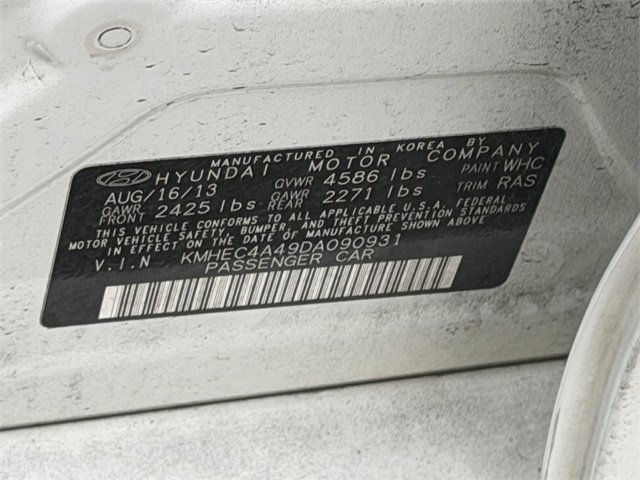 MANUFACTURED IN KOREA BY
HYUNDAI MOTOR COMPANY
AUG/16/13 GVWR 4586 lbs PAINT WHC
GAWR FRONT 2425 lbs GAWR REAR 2271 lbs TRIM RAS
THIS VEHICLE CONFORMS TO ALL APPLICABLE U.S.A. FEDERAL
MOTOR VEHICLE SAFETY, BUMPER, AND THEFT PREVENTION STANDARDS
IN EFFECT ON THE DATE OF MANUFACTURE SHOWN ABOVE
V.I.N KMHEC4A49DA090931
PASSENGER CAR